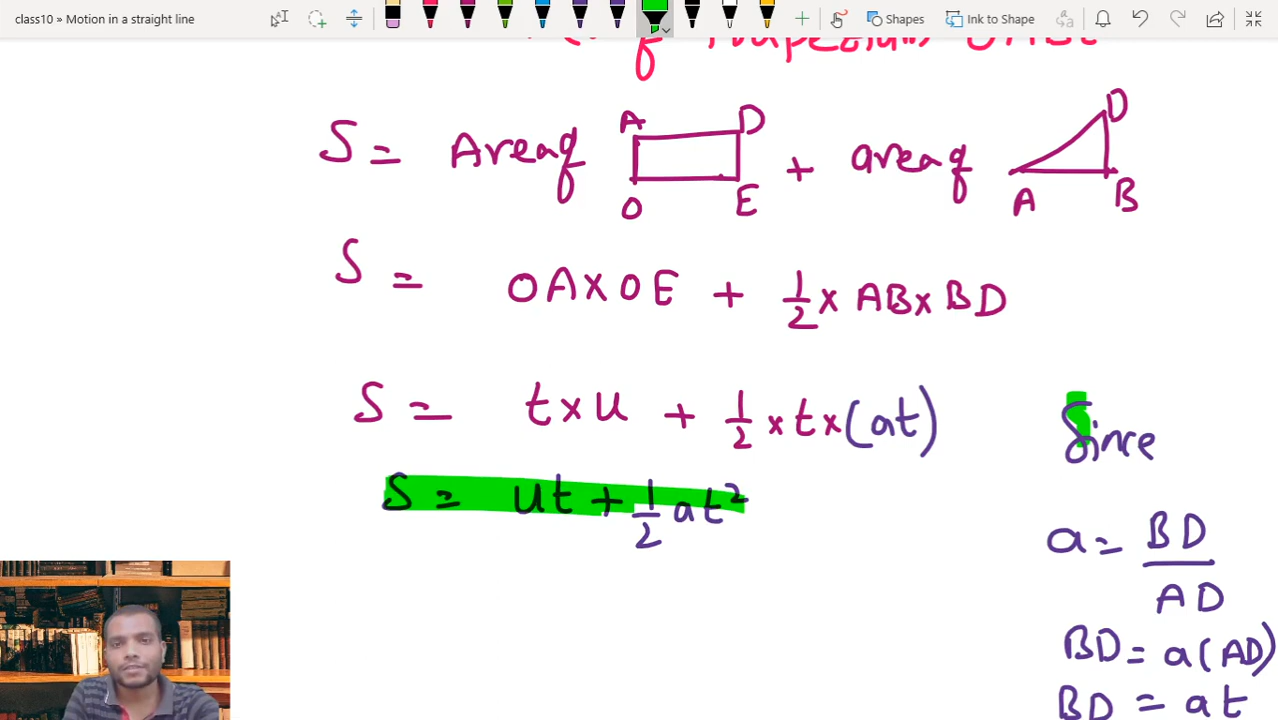 class10 » Motion in a straight line
Shapes
Ink to Shape
S = Area of A D O E + area of D A B
S = OA×OE + 1/2 × AB×BD
S = t×u + 1/2 ×t×(at)
S = ut + 1/2 at²
Since
a = BD/AD
BD = a(AD)
BD = at